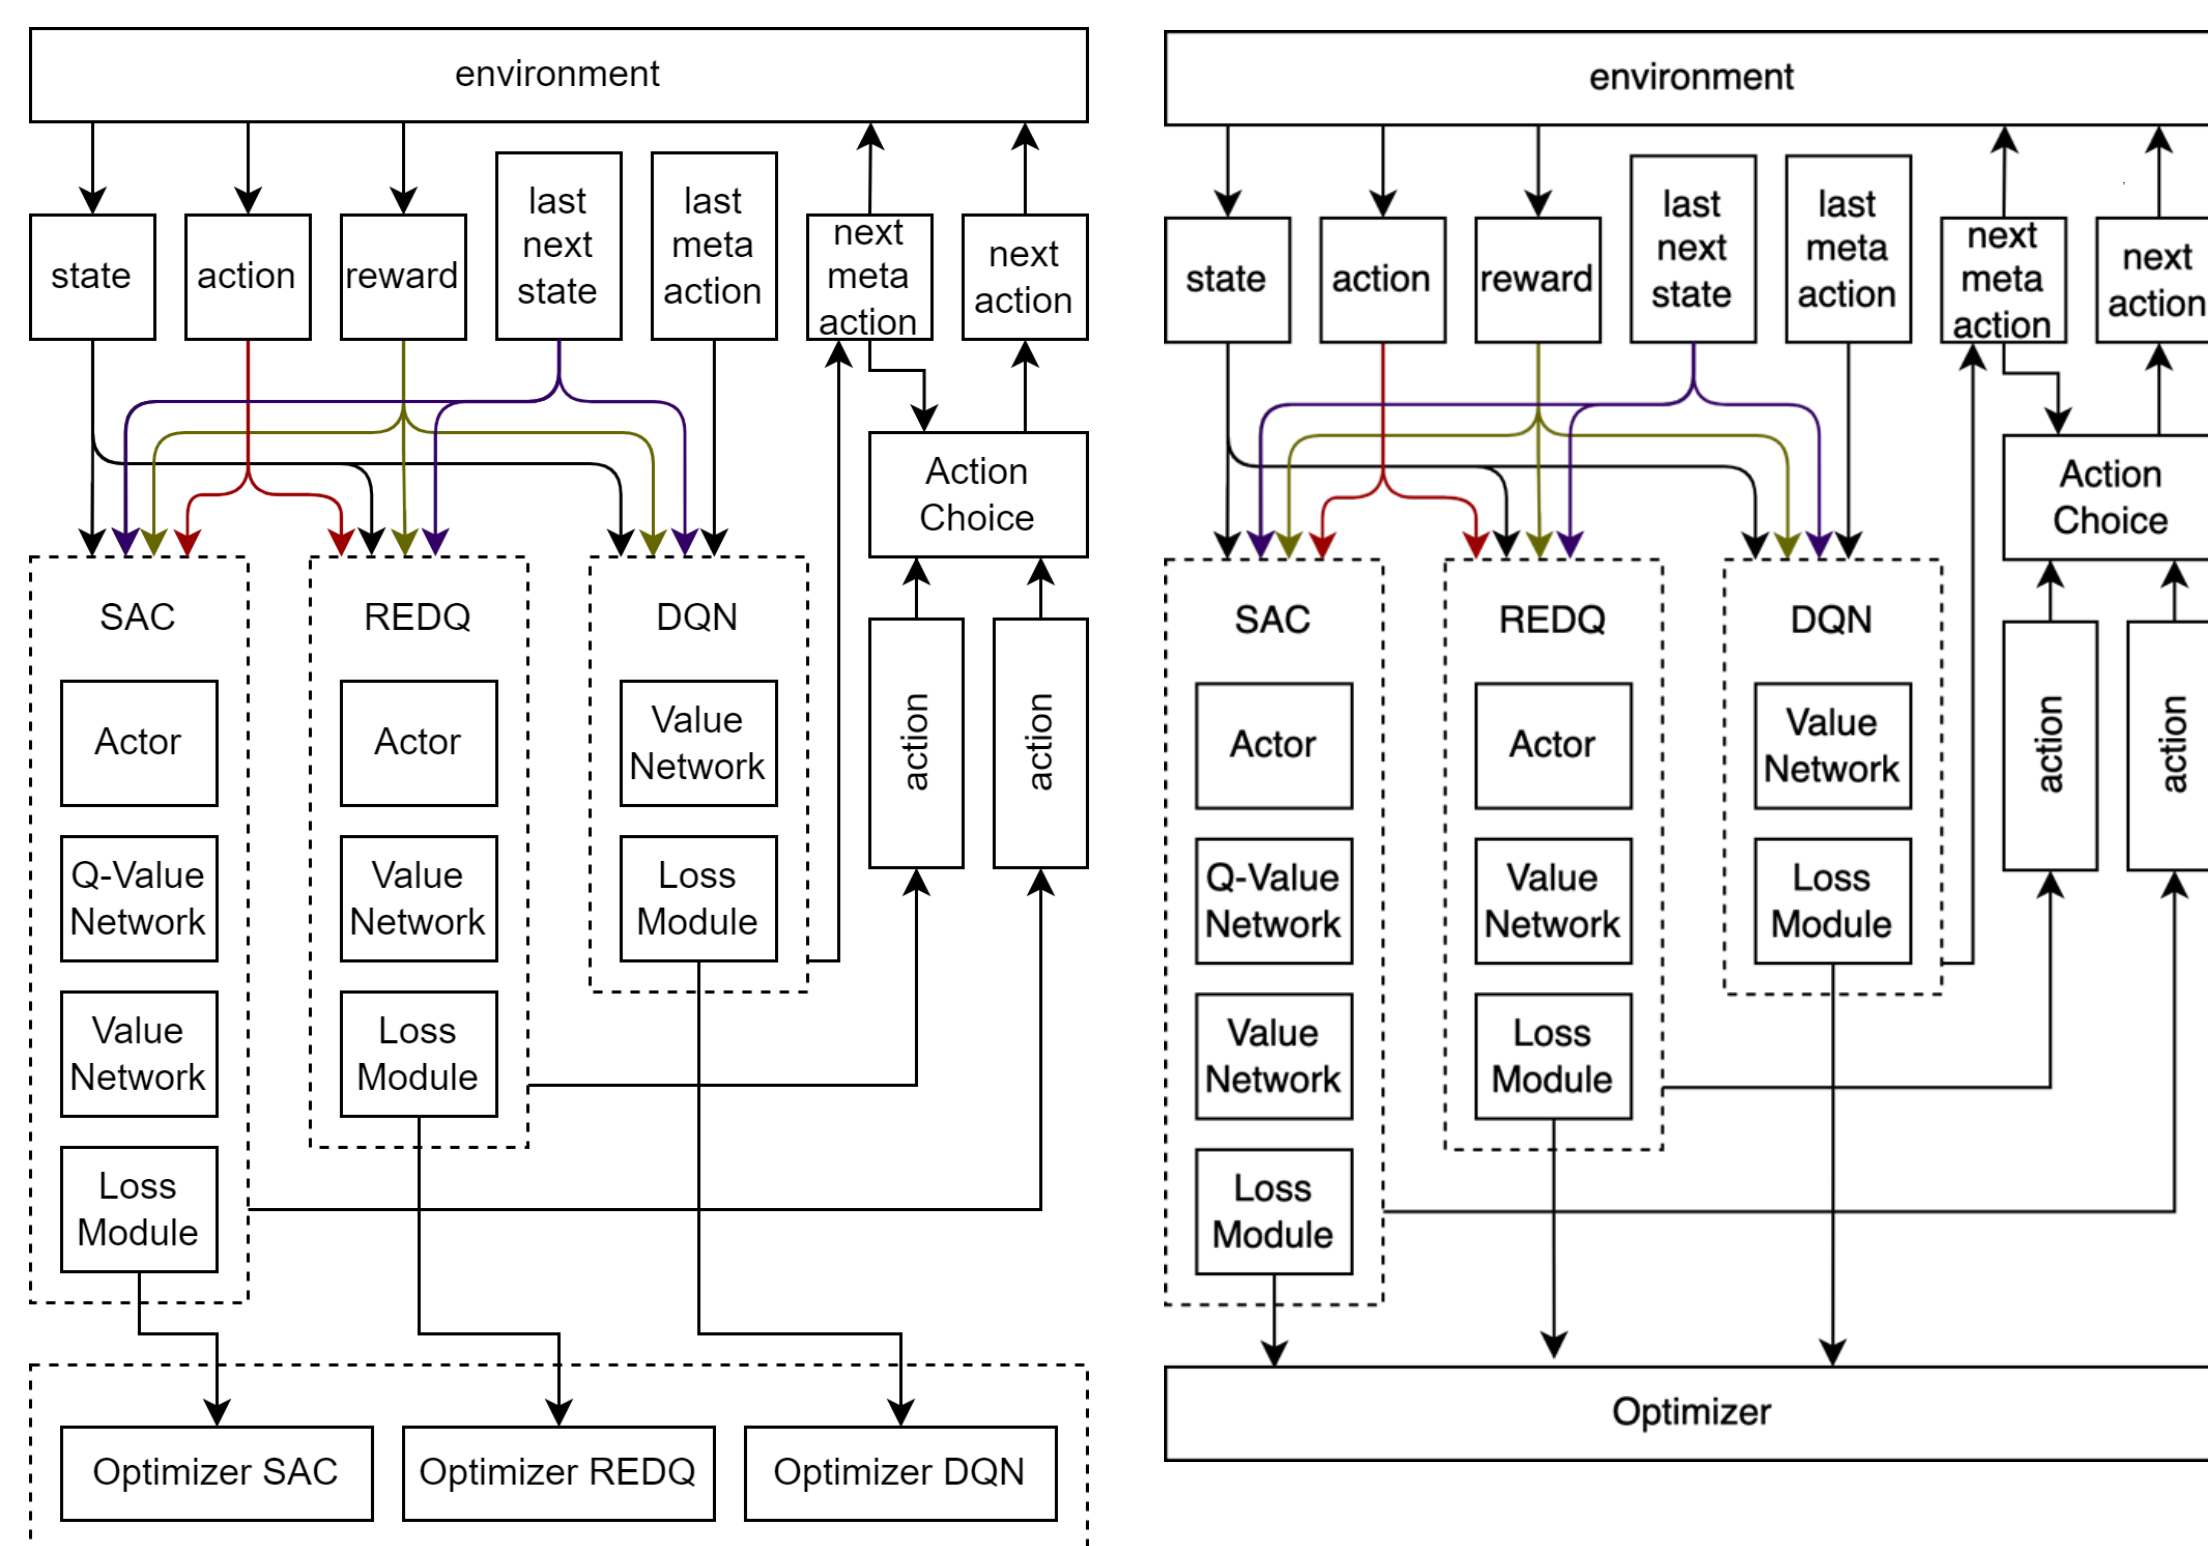 environment
state
action
reward
last
next
state
last
meta
action
next
meta
action
next
action
Action
Choice
SAC
Actor
Q-Value
Network
Value
Network
Loss
Module
REDQ
Actor
Value
Network
Loss
Module
DQN
Value
Network
Loss
Module
action
action
Optimizer SAC
Optimizer REDQ
Optimizer DQN
environment
state
action
reward
last
next
state
last
meta
action
next
meta
action
next
action
Action
Choice
SAC
Actor
Q-Value
Network
Value
Network
Loss
Module
REDQ
Actor
Value
Network
Loss
Module
DQN
Value
Network
Loss
Module
action
action
Optimizer